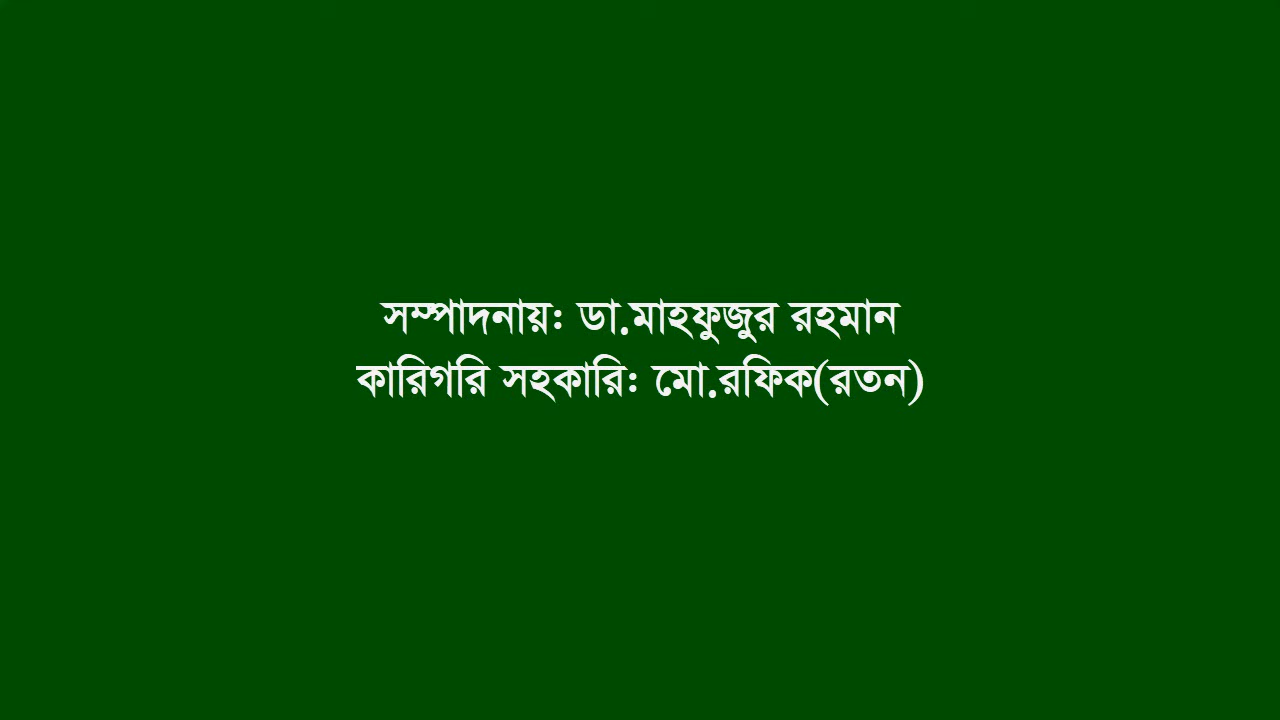 সম্পাদনায়: ডা.মাহফুজুর রহমান
কারিগরি সহকারি: মো.রফিক(রতন)